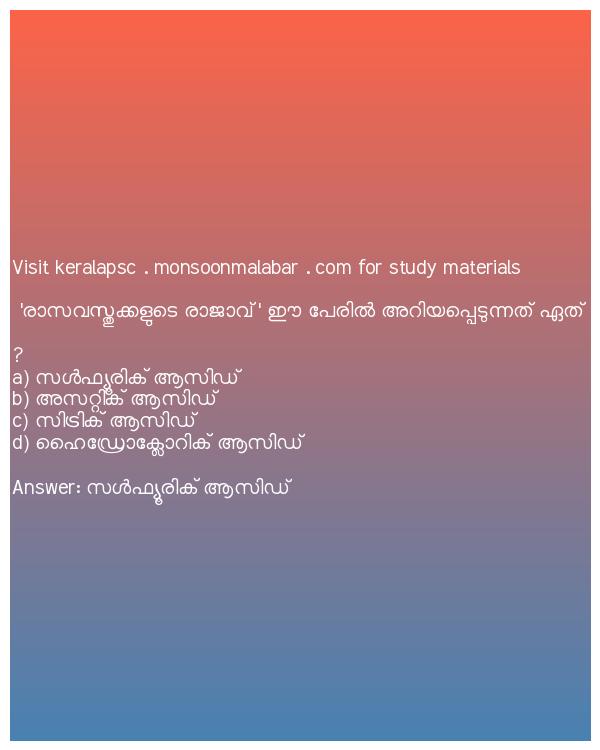 Visit keralapsc . monsoonmalabar . com for study materials
'രാസവസ്തുക്കളുടെ രാജാവ്' ഈ പേരിൽ അറിയപ്പെടുന്നത് ഏത്
?
a) സൾഫ്യൂരിക് ആസിഡ്
b) അസറ്റിക് ആസിഡ്
c) സിട്രിക് ആസിഡ്
d) ഹൈഡ്രോക്ലോറിക് ആസിഡ്
Answer: സൾഫ്യൂരിക് ആസിഡ്